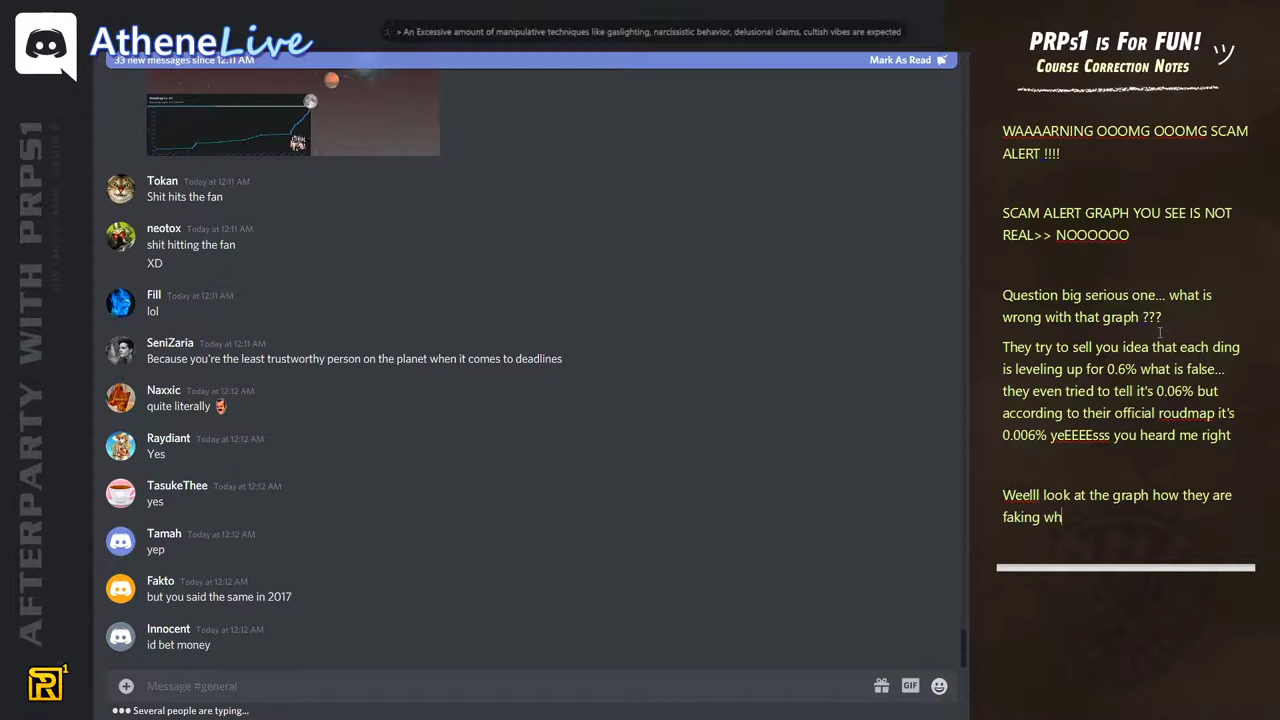 AtheneLive
» An Excessive amount of manipulative techniques like gaslighting, narcissistic behavior, delusional claims, cultish vibes are expected
33 new messages since 12:11 AM
Mark As Read
Tokan Today at 12:11 AM
Shit hits the fan
neotox Today at 12:11 AM
shit hitting the fan
XD
Fill Today at 12:11 AM
lol
SeniZaria Today at 12:11 AM
Because you're the least trustworthy person on the planet when it comes to deadlines
Naxxic Today at 12:12 AM
quite literally
Raydiant Today at 12:12 AM
Yes
TasukeThee Today at 12:12 AM
yes
Tamah Today at 12:12 AM
yep
Fakto Today at 12:12 AM
but you said the same in 2017
Innocent Today at 12:12 AM
id bet money
Message #general
GIF
Several people are typing...
AFTERPARTY WITH PRPS1
R1
PRPs1 is For FUN! ツ
Course Correction Notes
WAAAARNING OOOMG OOOMG SCAM
ALERT !!!!
SCAM ALERT GRAPH YOU SEE IS NOT
REAL>> NOOOOOO
Question big serious one... what is
wrong with that graph ???
They try to sell you idea that each ding
is leveling up for 0.6% what is false...
they even tried to tell it's 0.06% but
according to their official roudmap it's
0.006% yeEEEEsss you heard me right
Weelll look at the graph how they are
faking wh